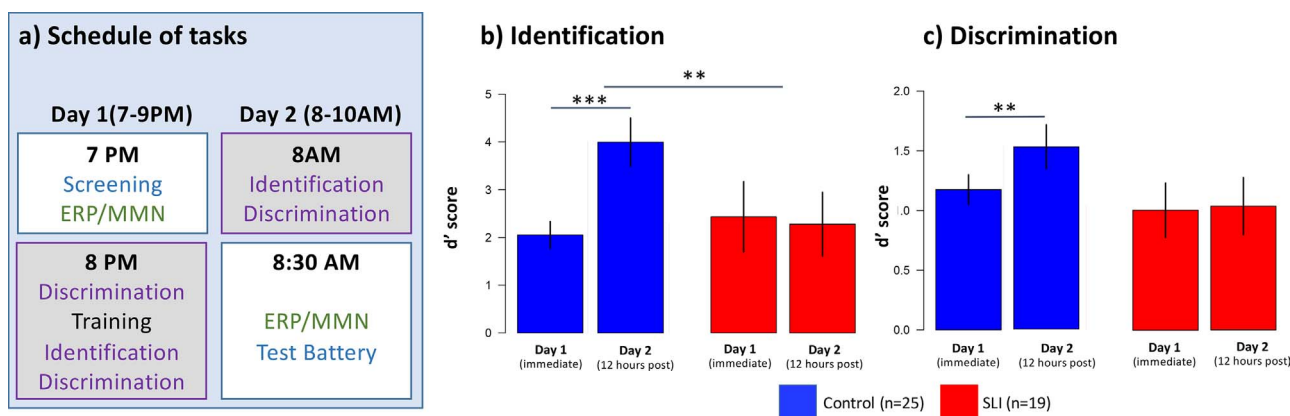 a) Schedule of tasks
Day 1(7-9PM)
Day 2 (8-10AM)
7 PM
Screening
ERP/MMN
8AM
Identification
Discrimination
8 PM
Discrimination
Training
Identification
Discrimination
8:30 AM
ERP/MMN
Test Battery
b) Identification
**
***
d' score
5
4
3
2
1
0
Day 1
(immediate)
Day 2
(12 hours post)
Day 1
(immediate)
Day 2
(12 hours post)
c) Discrimination
**
d' score
2.0
1.5
1.0
0.5
0.0
Day 1
(immediate)
Day 2
(12 hours post)
Day 1
(immediate)
Day 2
(12 hours post)
Control (n=25)
SLI (n=19)